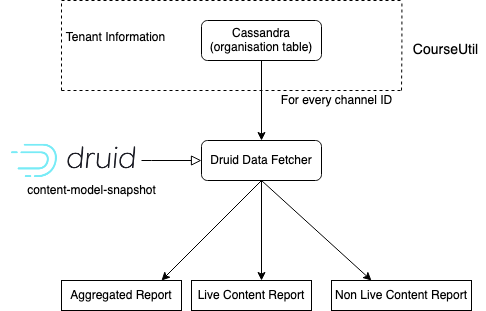 Tenant Information
Cassandra
(organisation table)
CourseUtil
For every channel ID
druid
content-model-snapshot
Druid Data Fetcher
Aggregated Report
Live Content Report
Non Live Content Report